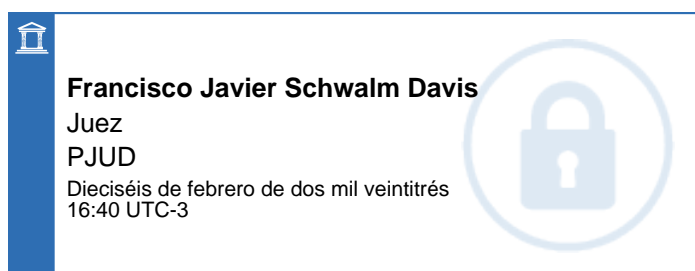 Francisco Javier Schwalm Davis
Juez
PJUD
Dieciséis de febrero de dos mil veintitrés
16:40 UTC-3